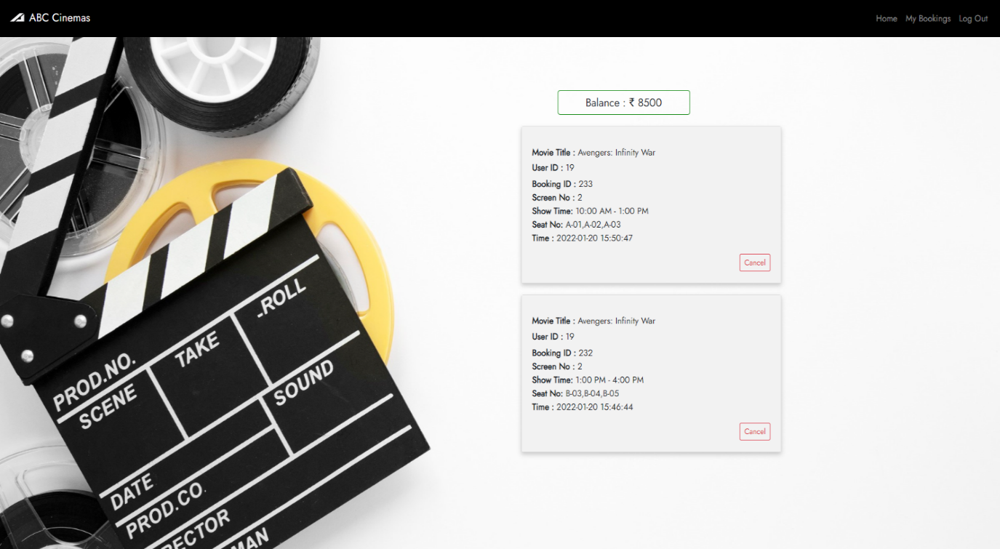 ABC Cinemas
Home My Bookings Log Out
Balance : ₹ 8500
Movie Title : Avengers: Infinity War
User ID : 19
Booking ID : 233
Screen No : 2
Show Time: 10:00 AM - 1:00 PM
Seat No: A-01,A-02,A-03
Time : 2022-01-20 15:50:47
Cancel
Movie Title : Avengers: Infinity War
User ID : 19
Booking ID : 232
Screen No : 2
Show Time: 1:00 PM - 4:00 PM
Seat No: B-03,B-04,B-05
Time : 2022-01-20 15:46:44
Cancel
PROD.NO.
SCENE
TAKE
ROLL
SOUND
DATE
PROD.CO.